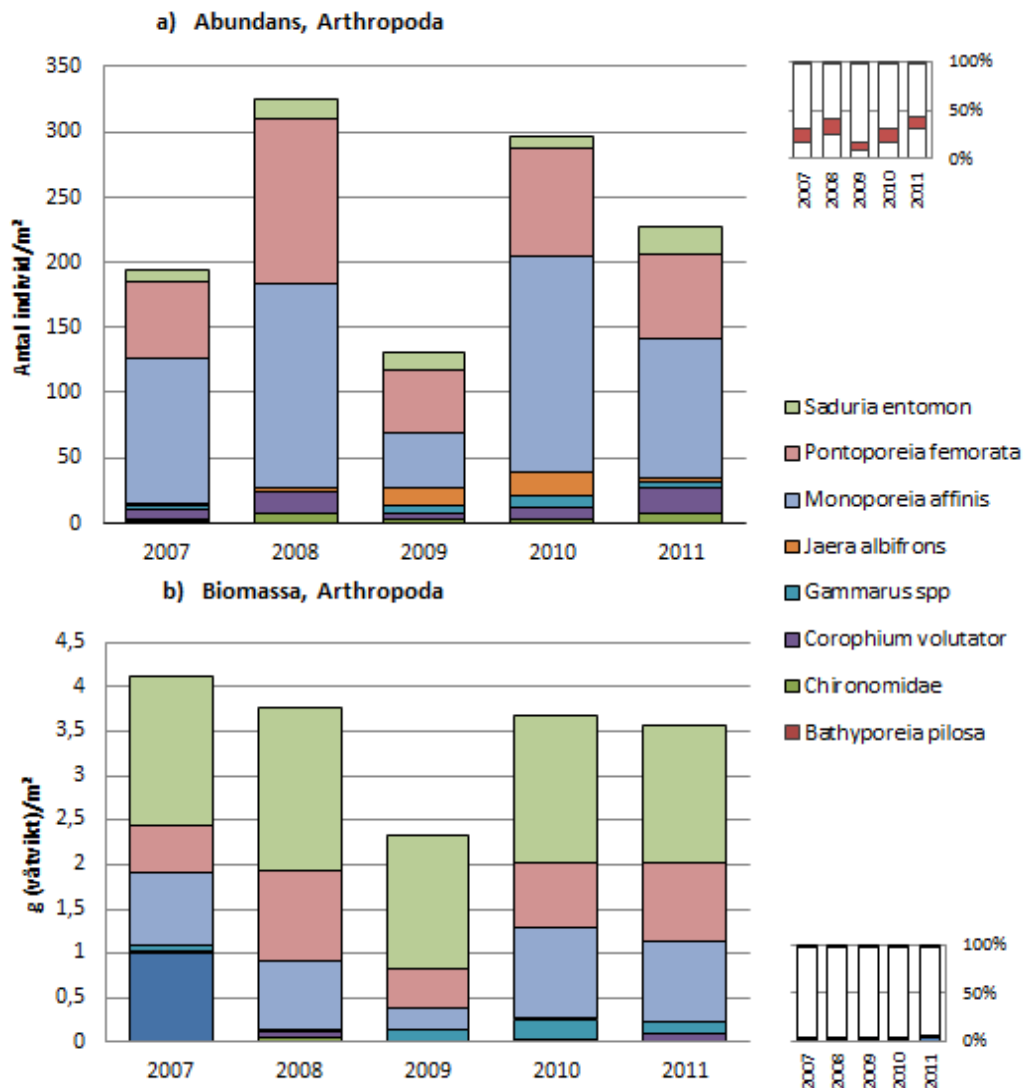 a) Abundans, Arthropoda
Antal individ/m²
350
300
250
200
150
100
50
0
2007 2008 2009 2010 2011
100%
50%
0%
2007 2008 2009 2010 2011
Saduria entomon
Pontoporeia femorata
Monoporeia affinis
Jaera albifrons
Gammarus spp
Corophium volutator
Chironomidae
Bathyporeia pilosa
b) Biomassa, Arthropoda
g (våtvikt)/m²
4,5
4
3,5
3
2,5
2
1,5
1
0,5
0
2007 2008 2009 2010 2011
100%
50%
0%
2007 2008 2009 2010 2011